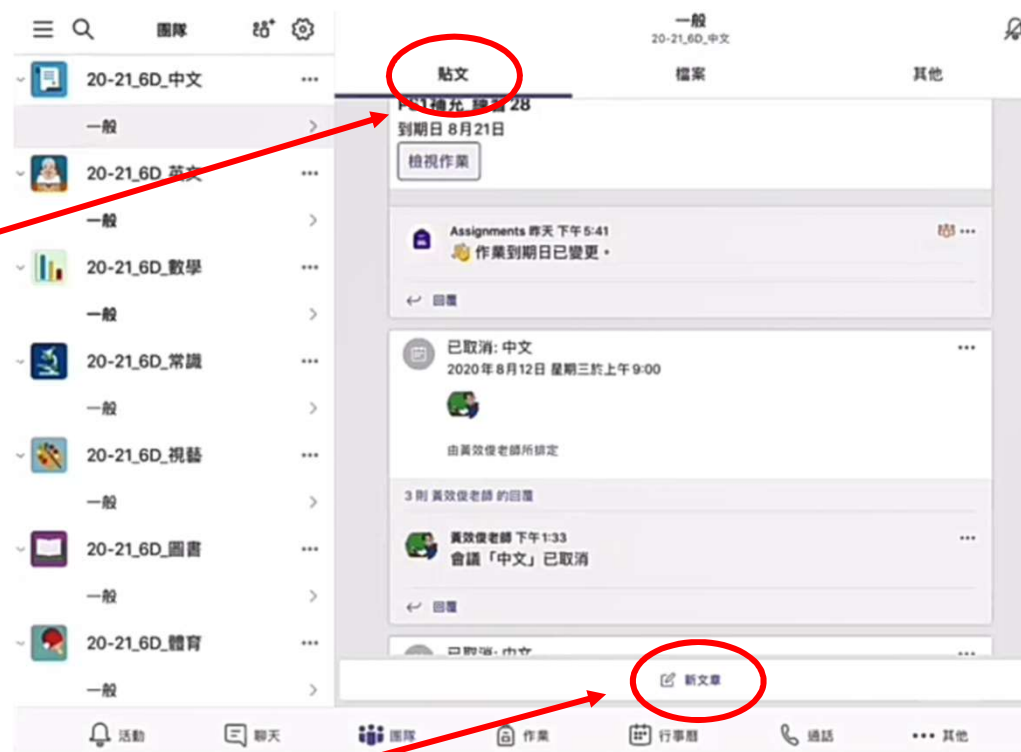 團隊
20-21_6D_中文
一般
20-21_6D_英文
一般
20-21_6D_數學
一般
20-21_6D_常識
一般
20-21_6D_視藝
一般
20-21_6D_圖書
一般
20-21_6D_體育
一般
一般
20-21_6D_中文
貼文
檔案
其他
到期日 8月21日
檢視作業
Assignments 昨天 下午 5:41
作業到期日已變更。
回覆
已取消: 中文
2020年8月12日 星期三於上午 9:00
由黃效俊老師所排定
3 則 黃效俊老師 的回覆
黃效俊老師 下午 1:33
會議「中文」已取消
回覆
已取消: 中文
新文章
活動
聊天
團隊
作業
行事曆
通話
其他